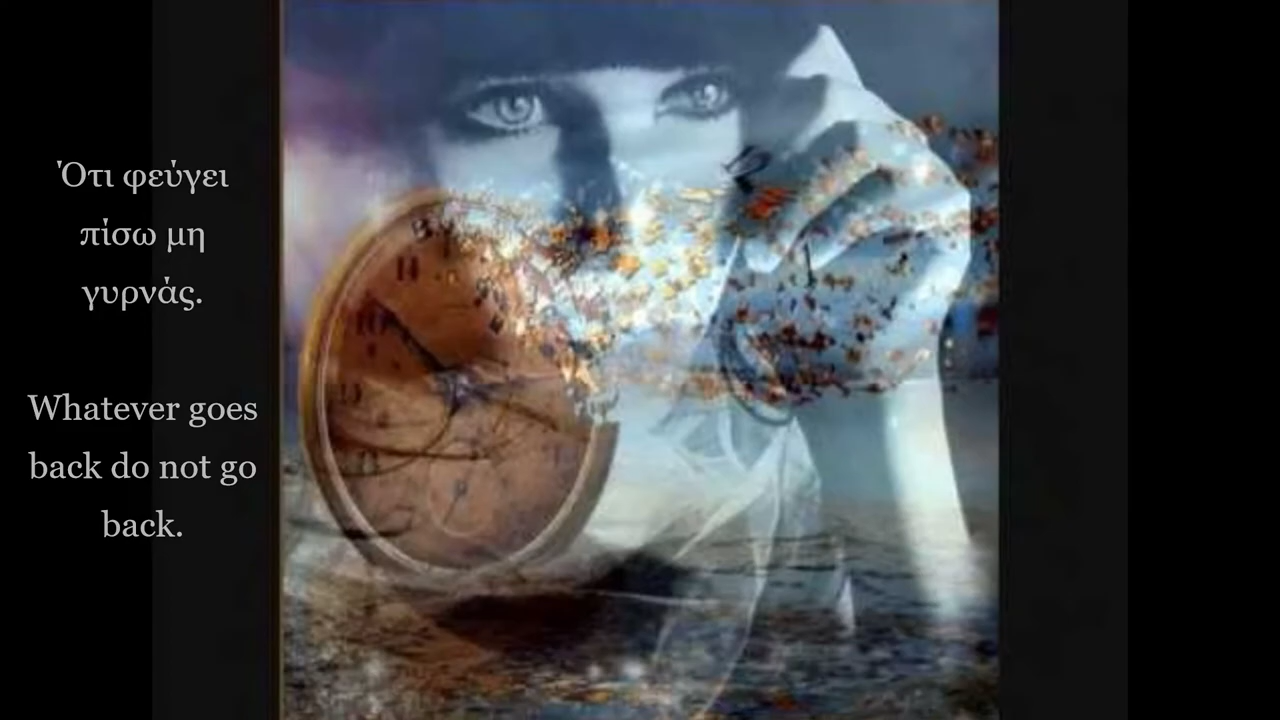 Ότι φεύγει
πίσω μη
γυρνάς.
Whatever goes
back do not go
back.